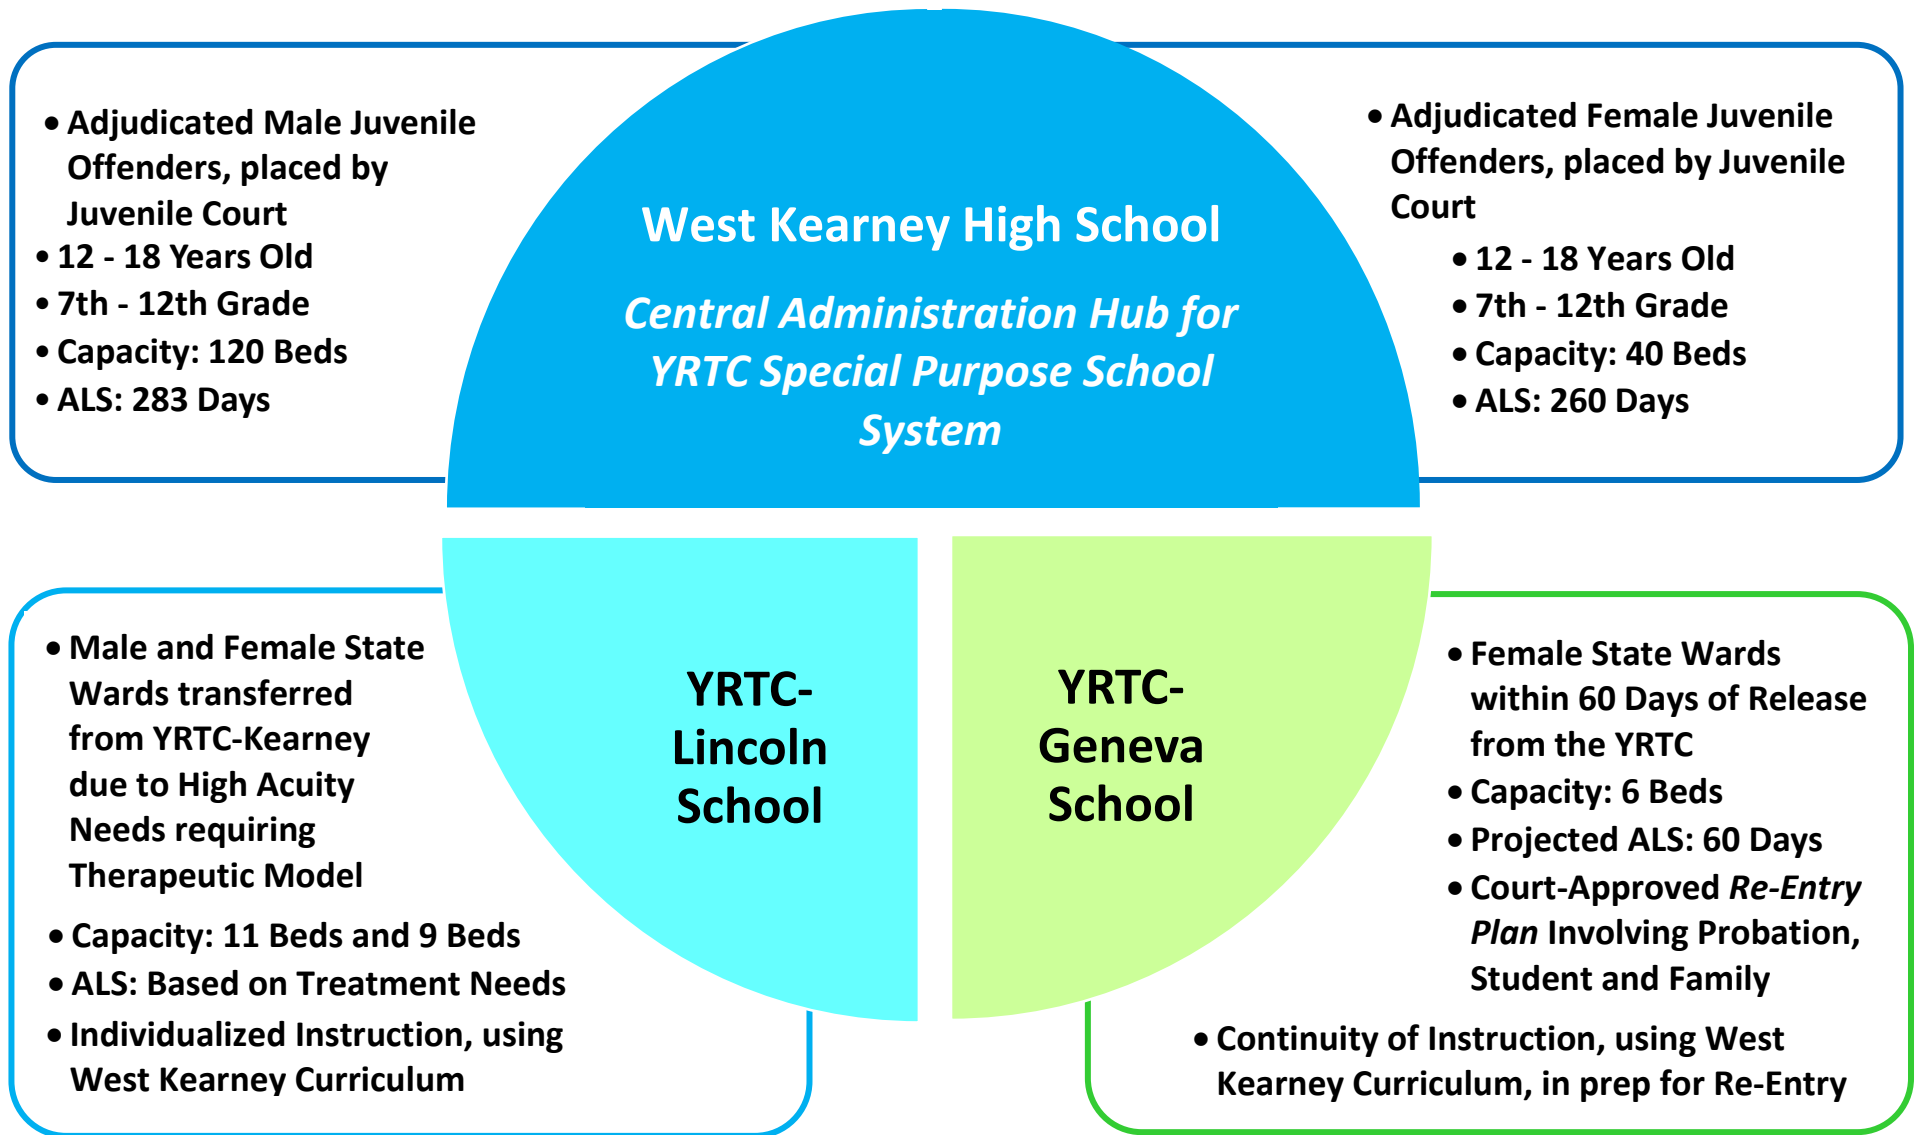 • Adjudicated Male Juvenile
Offenders, placed by
Juvenile Court
• 12 - 18 Years Old
• 7th - 12th Grade
• Capacity: 120 Beds
• ALS: 283 Days
West Kearney High School
Central Administration Hub for
YRTC Special Purpose School
System
• Adjudicated Female Juvenile
Offenders, placed by Juvenile
Court
• 12 - 18 Years Old
• 7th - 12th Grade
• Capacity: 40 Beds
• ALS: 260 Days
• Male and Female State
Wards transferred
from YRTC-Kearney
due to High Acuity
Needs requiring
Therapeutic Model
• Capacity: 11 Beds and 9 Beds
• ALS: Based on Treatment Needs
• Individualized Instruction, using
West Kearney Curriculum
YRTC-
Lincoln
School
YRTC-
Geneva
School
• Female State Wards
within 60 Days of Release
from the YRTC
• Capacity: 6 Beds
• Projected ALS: 60 Days
• Court-Approved Re-Entry
Plan Involving Probation,
Student and Family
• Continuity of Instruction, using West
Kearney Curriculum, in prep for Re-Entry